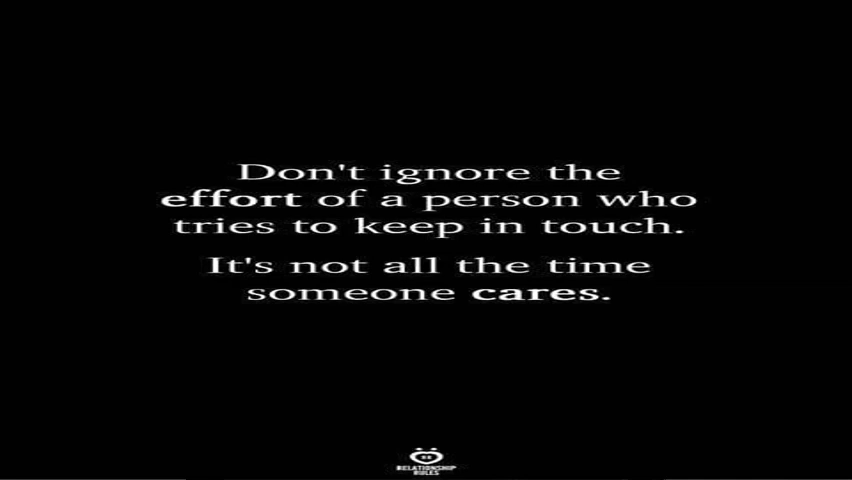 Don't ignore the
effort of a person who
tries to keep in touch.
It's not all the time
someone cares.
RELATIONSHIP
RULES